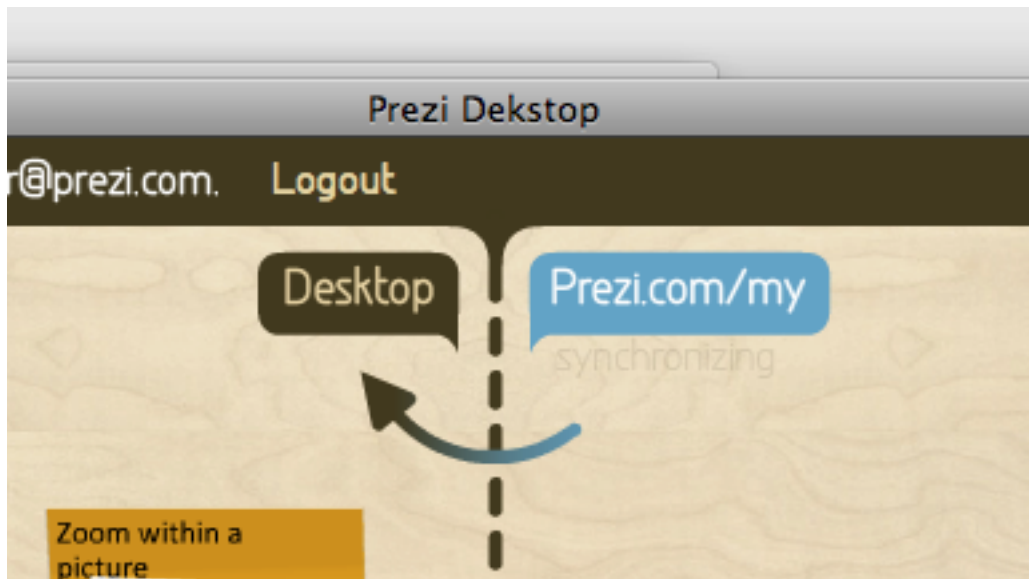 Prezi Dekstop
r@prezi.com. Logout
Desktop
Prezi.com/my
synchronizing
Zoom within a
picture